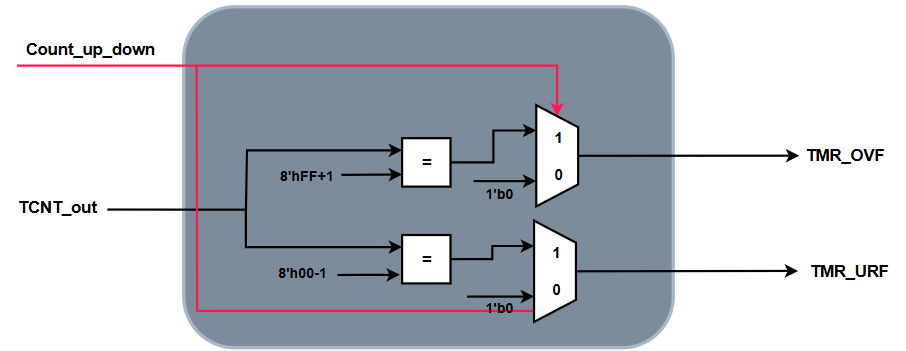 Count_up_down
1
TMR_OVF
=
8'hFF+1
0
1'b0
TCNT_out
1
=
TMR_URF
8'h00-1
0
1'b0